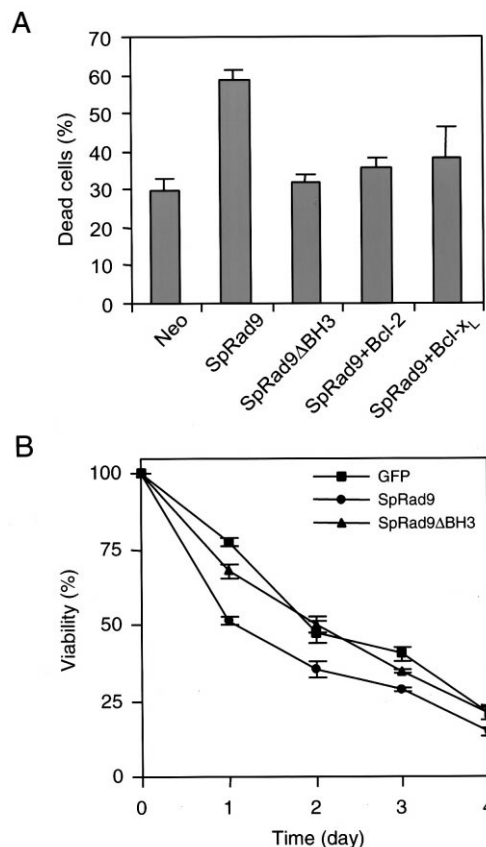 A
70
60
50
40
30
20
10
0
Dead cells (%)
Neo
SpRad9
SpRad9ΔBH3
SpRad9+Bcl-2
SpRad9+Bcl-xL
B
100
75
50
25
0
Viability (%)
GFP
SpRad9
SpRad9ΔBH3
0 1 2 3 4
Time (day)